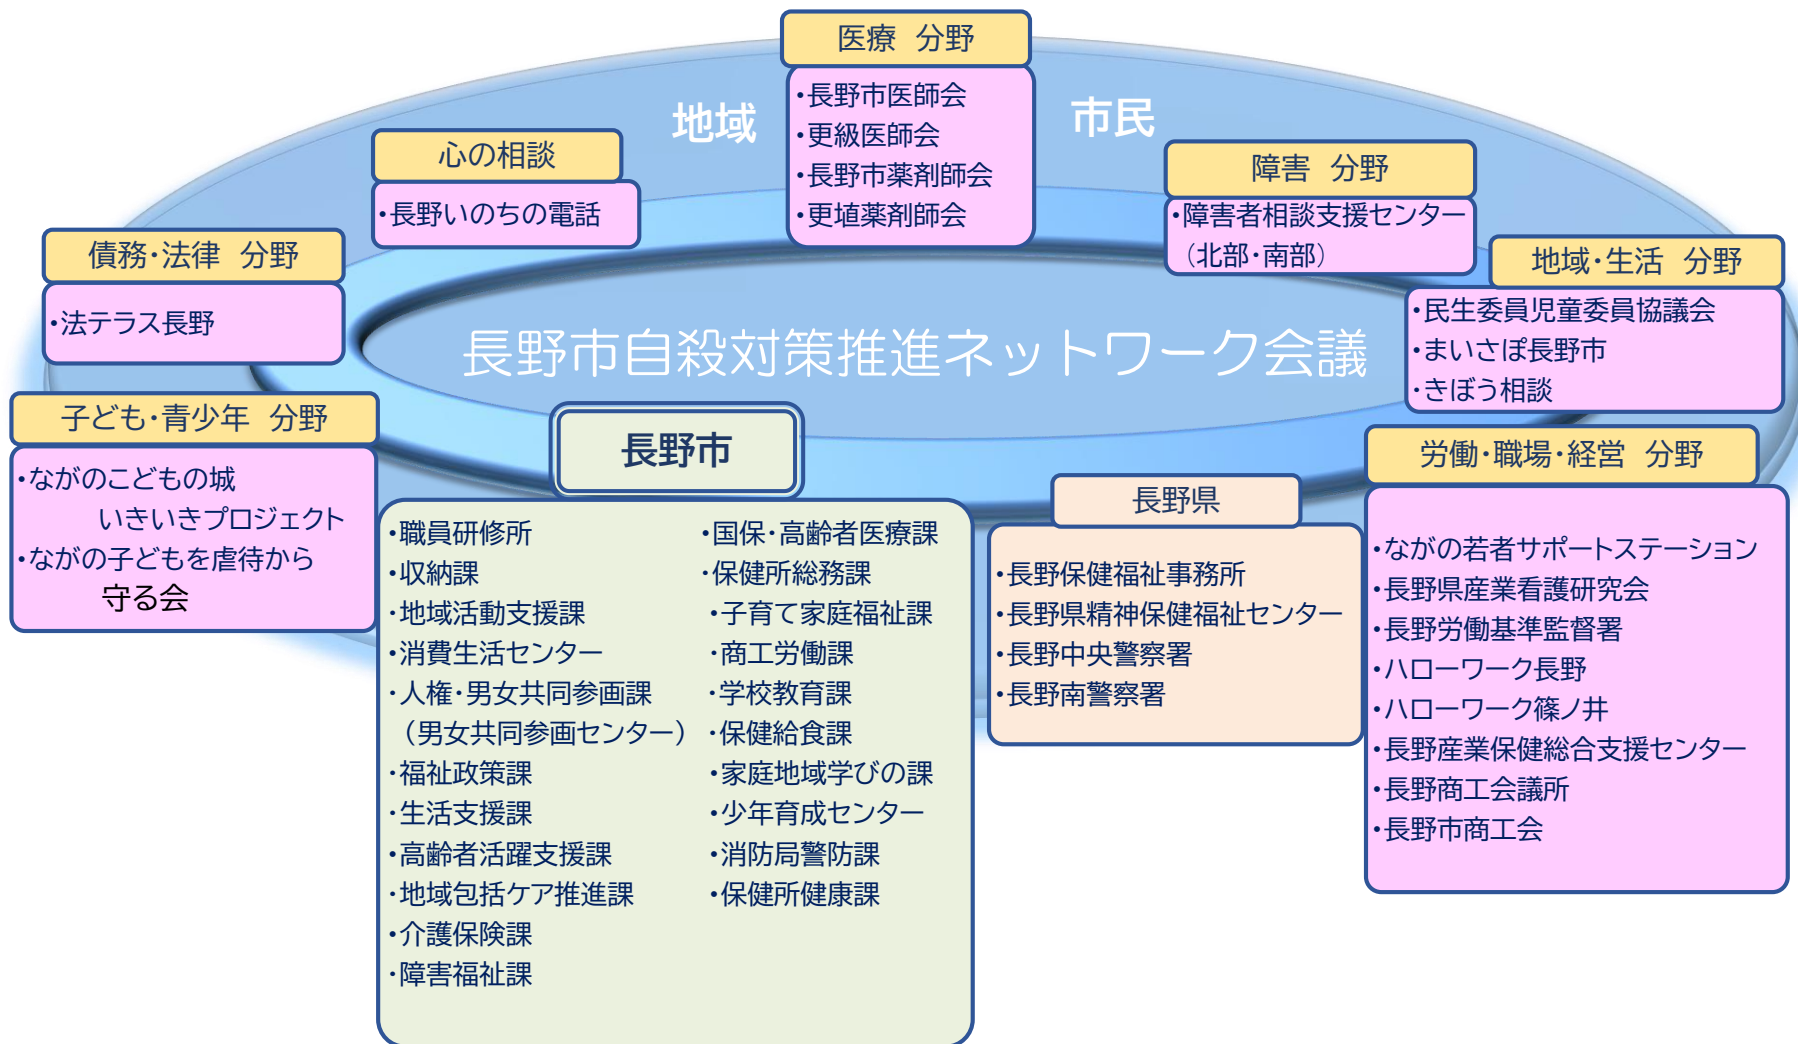 医療 分野
・長野市医師会
・更級医師会
・長野市薬剤師会
・更埴薬剤師会
地域
市民
心の相談
・長野いのちの電話
障害 分野
・障害者相談支援センター
（北部・南部）
債務・法律 分野
・法テラス長野
地域・生活 分野
・民生委員児童委員協議会
・まいさぽ長野市
・きぼう相談
長野市自殺対策推進ネットワーク会議
子ども・青少年 分野
・ながのこどもの城
いきいきプロジェクト
・ながの子どもを虐待から
守る会
長野市
・職員研修所
・収納課
・地域活動支援課
・消費生活センター
・人権・男女共同参画課
（男女共同参画センター）
・福祉政策課
・生活支援課
・高齢者活躍支援課
・地域包括ケア推進課
・介護保険課
・障害福祉課
・国保・高齢者医療課
・保健所総務課
・子育て家庭福祉課
・商工労働課
・学校教育課
・保健給食課
・家庭地域学びの課
・少年育成センター
・消防局警防課
・保健所健康課
長野県
・長野保健福祉事務所
・長野県精神保健福祉センター
・長野中央警察署
・長野南警察署
労働・職場・経営 分野
・ながの若者サポートステーション
・長野県産業看護研究会
・長野労働基準監督署
・ハローワーク長野
・ハローワーク篠ノ井
・長野産業保健総合支援センター
・長野商工会議所
・長野市商工会